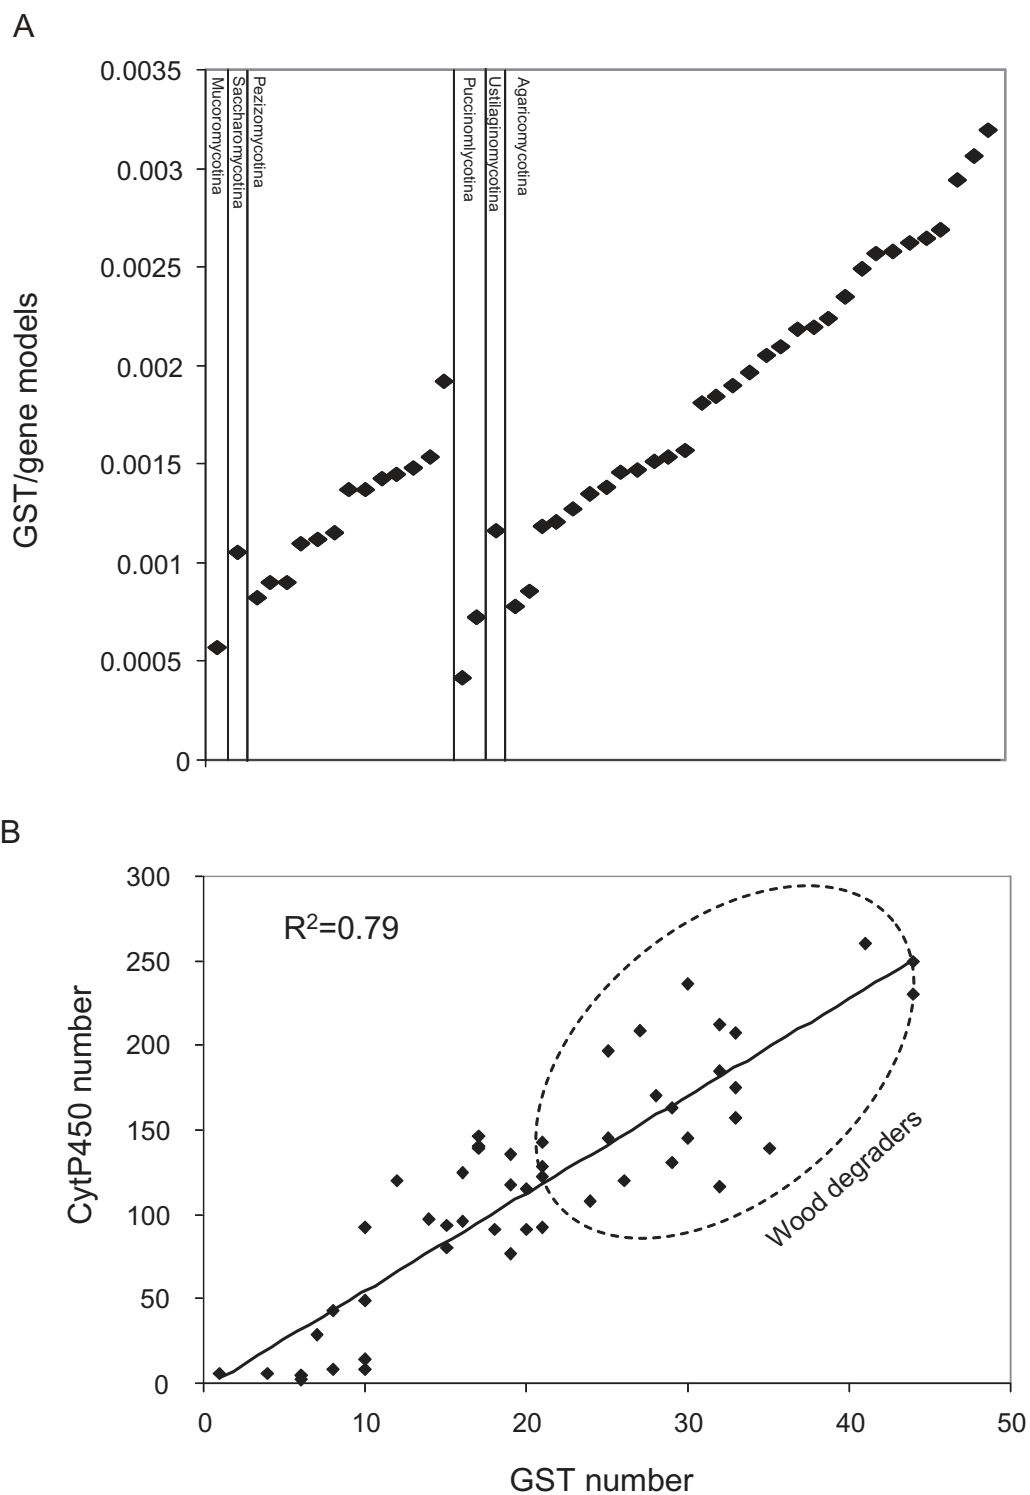 A
0.0035
0.003
0.0025
0.002
0.0015
0.001
0.0005
0
GST/gene models
Mucoromycotina
Saccharomycotina
Pezizomycotina
Puccinomlycotina
Ustilaginomycotina
Agaricomycotina
B
300
250
200
150
100
50
0
CytP450 number
R²=0.79
Wood degraders
0 10 20 30 40 50
GST number